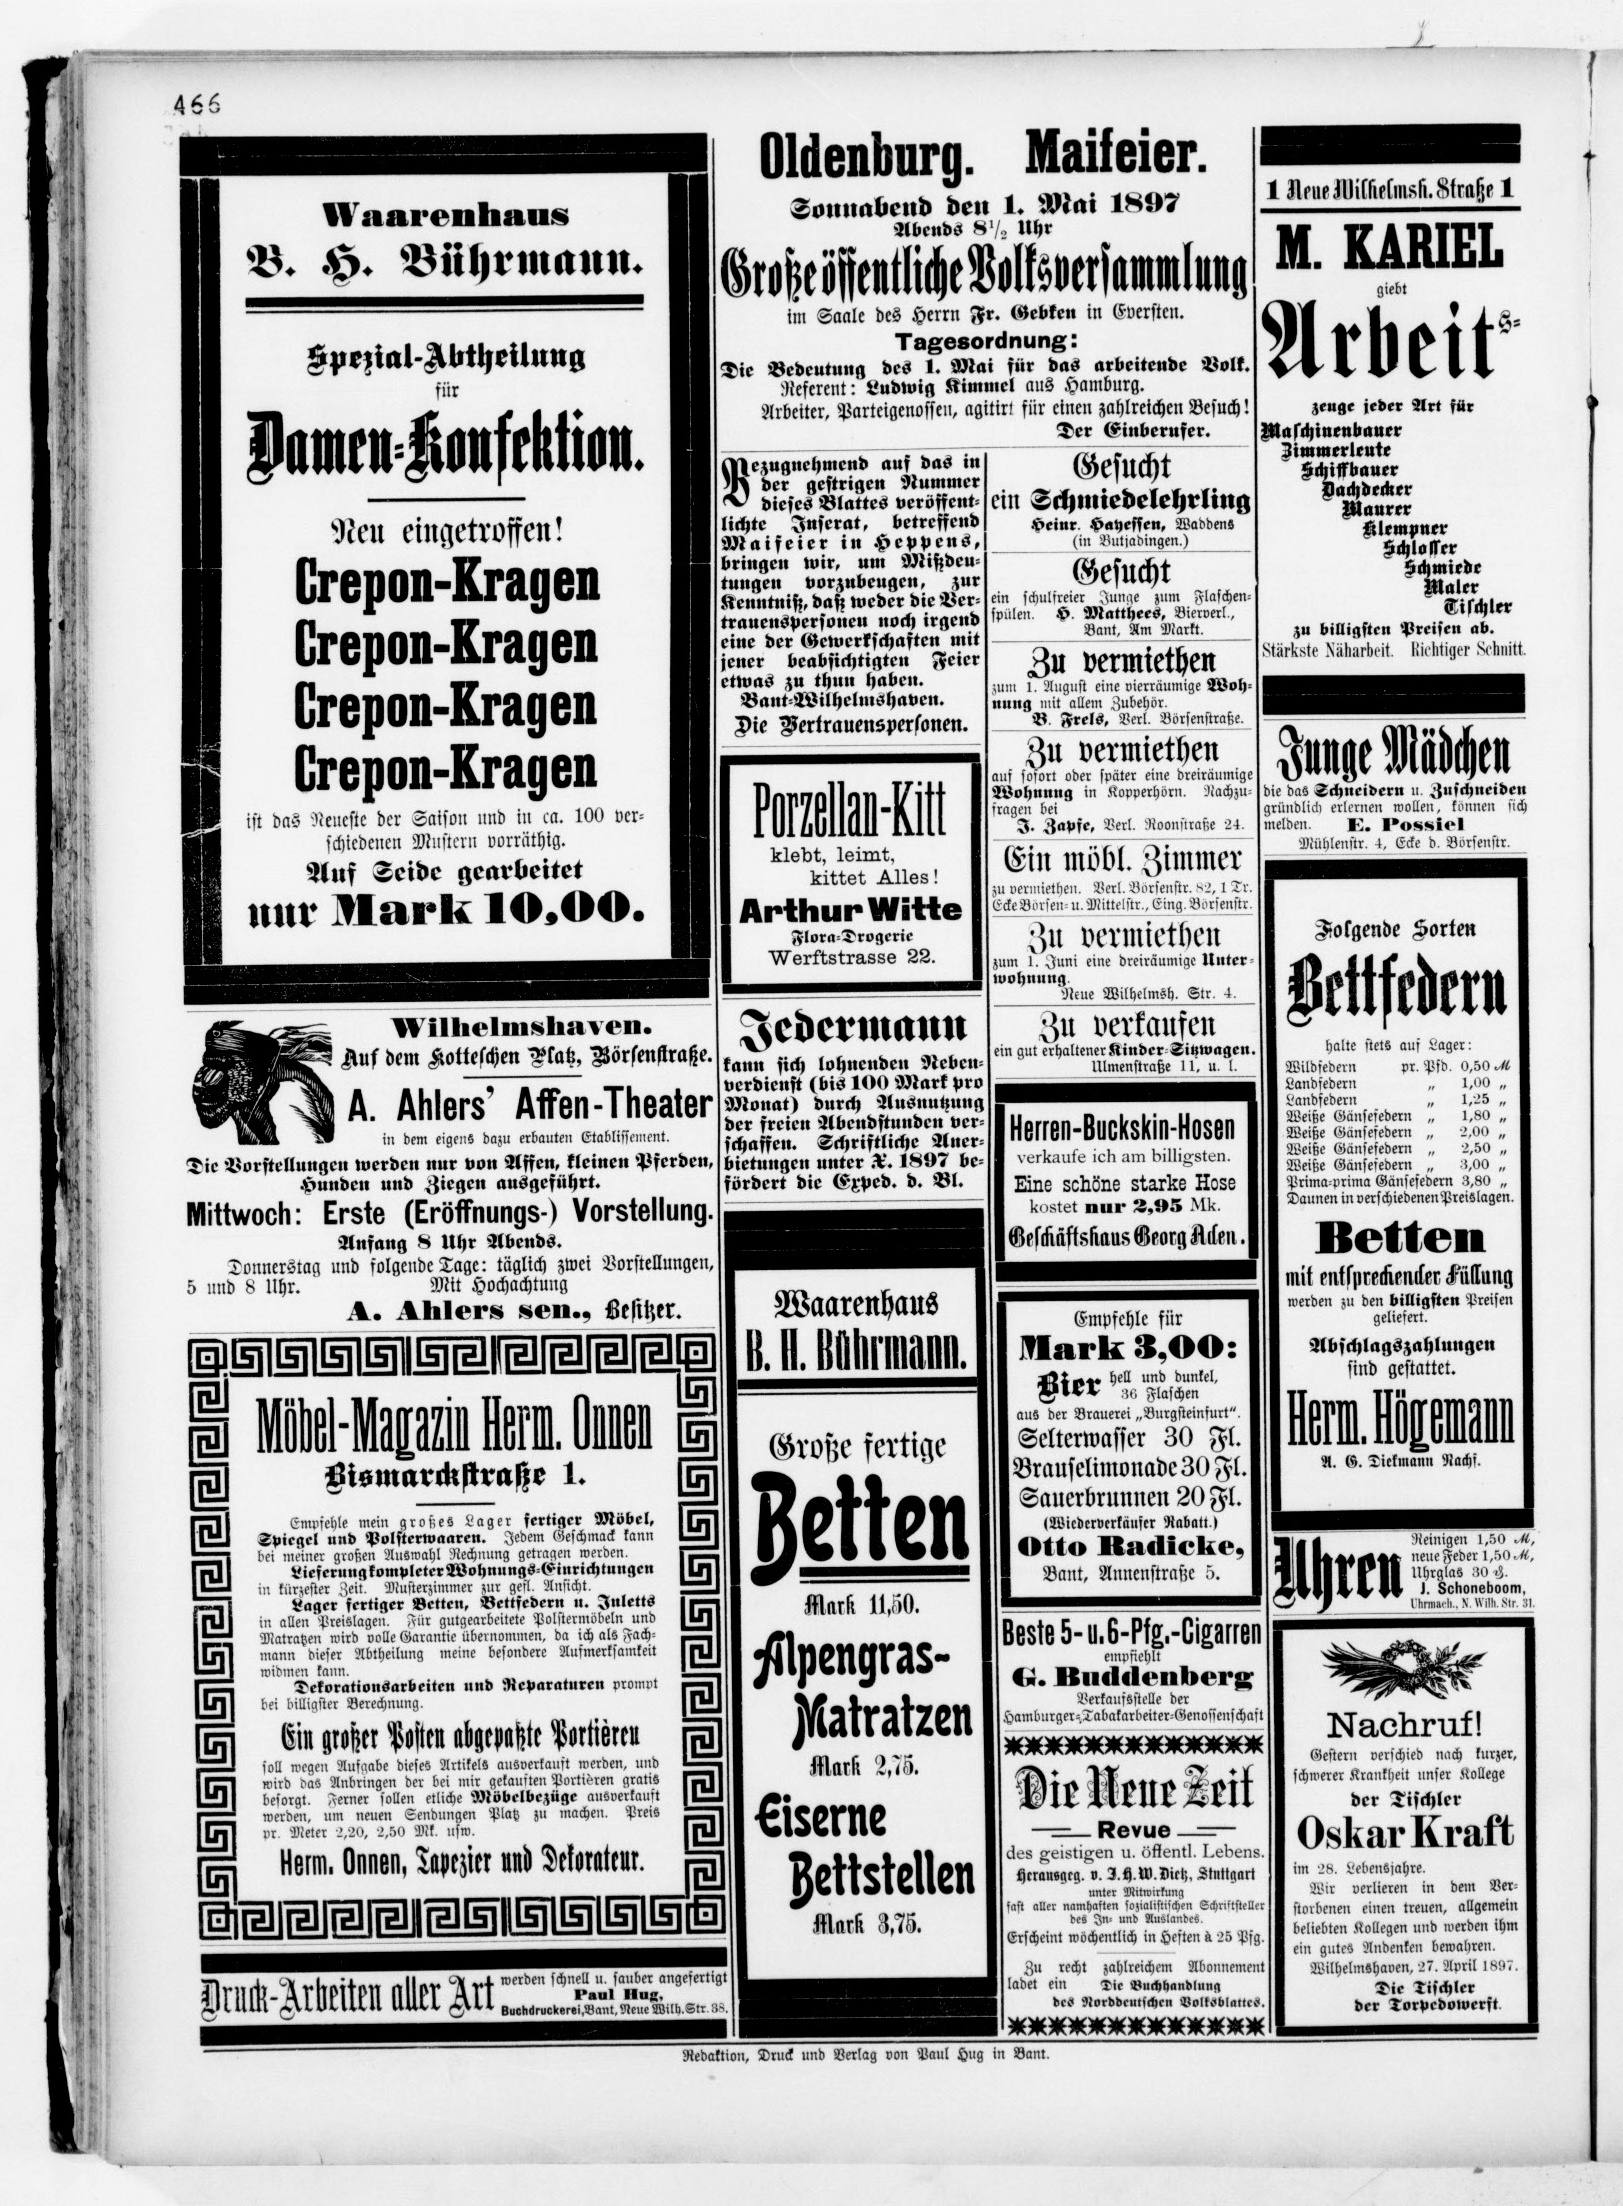 466
Waarenhaus
B. H. Bührmann.
Spezial-Abtheilung
für
Damen-Konfektion.
Neu eingetroffen!
Crepon-Kragen
Crepon-Kragen
Crepon-Kragen
Crepon-Kragen
ist das Neueste der Saison und in ca. 100 ver-
schiedenen Mustern vorräthig.
Auf Seide gearbeitet
nur Mark 10,00.
Wilhelmshaven.
Auf dem Kotteschen Platz, Börsenstraße.
A. Ahlers' Affen-Theater
in dem eigens dazu erbauten Etablissement.
Die Vorstellungen werden nur von Affen, kleinen Pferden,
Hunden und Ziegen ausgeführt.
Mittwoch: Erste (Eröffnungs-) Vorstellung.
Anfang 8 Uhr Abends.
Donnerstag und folgende Tage: täglich zwei Vorstellungen,
5 und 8 Uhr. Mit Hochachtung
A. Ahlers sen., Besitzer.
Möbel-Magazin Herm. Onnen
Bismarckstraße 1.
Empfehle mein großes Lager fertiger Möbel,
Spiegel und Polsterwaaren. Jedem Geschmack kann
bei meiner großen Auswahl Rechnung getragen werden.
Lieferung kompleter Wohnungs-Einrichtungen
in kürzester Zeit. Musterzimmer zur gefl. Ansicht.
Lager fertiger Betten, Bettfedern u. Inletts
in allen Preislagen. Für gutgearbeitete Polstermöbeln und
Matratzen wird volle Garantie übernommen, da ich als Fach-
mann dieser Abtheilung meine besondere Aufmerksamkeit
widmen kann.
Dekorationsarbeiten und Reparaturen prompt
bei billigster Berechnung.
Ein großer Posten abgepaßte Portièren
soll wegen Aufgabe dieses Artikels ausverkauft werden, und
wird das Anbringen der bei mir gekauften Portièren gratis
besorgt. Ferner sollen etliche Möbelbezüge ausverkauft
werden, um neuen Sendungen Platz zu machen. Preis
pr. Meter 2,20, 2,50 Mk. usw.
Herm. Onnen, Tapezier und Dekorateur.
Druck-Arbeiten aller Art
werden schnell u. sauber angefertigt
Paul Hug,
Buchdruckerei, Bant, Neue Wilh. Str. 38.
Oldenburg. Maifeier.
Sonnabend den 1. Mai 1897
Abends 8 1/2 Uhr
Große öffentliche Volksversammlung
im Saale des Herrn Fr. Gebken in Eversten.
Tagesordnung:
Die Bedeutung des 1. Mai für das arbeitende Volk.
Referent: Ludwig Kimmel aus Hamburg.
Arbeiter, Parteigenossen, agitirt für einen zahlreichen Besuch!
Der Einberufer.
Bezugnehmend auf das in
der gestrigen Nummer
dieses Blattes veröffent-
lichte Inserat, betreffend
Maifeier in Heppens,
bringen wir, um Mißdeu-
tungen vorzubeugen, zur
Kenntniß, daß weder die Ver-
trauenspersonen noch irgend
eine der Gewerkschaften mit
jener beabsichtigten Feier
etwas zu thun haben.
Bant-Wilhelmshaven.
Die Vertrauenspersonen.
Porzellan-Kitt
klebt, leimt,
kittet Alles!
Arthur Witte
Flora-Drogerie
Werftstrasse 22.
Jedermann
kann sich lohnenden Neben-
verdienst (bis 100 Mark pro
Monat) durch Ausnutzung
der freien Abendstunden ver-
schaffen. Schriftliche Aner-
bietungen unter X. 1897 be-
fördert die Exped. d. Bl.
Waarenhaus
B. H. Bührmann.
Große fertige
Betten
Mark 11,50.
Alpengras-
Matratzen
Mark 2,75.
Eiserne
Bettstellen
Mark 3,75.
Gesucht
ein Schmiedelehrling
Heinr. Hayessen, Waddens
(in Butjadingen.)
Gesucht
ein schulfreier Junge zum Flaschen-
spülen. H. Matthees, Bierverl.,
Bant, Am Markt.
Zu vermiethen
zum 1. August eine vierräumige Woh-
nung mit allem Zubehör.
B. Frels, Verl. Börsenstraße.
Zu vermiethen
auf sofort oder später eine dreiräumige
Wohnung in Kopperhörn. Nachzu-
fragen bei
J. Zapfe, Verl. Roonstraße 24.
Ein möbl. Zimmer
zu vermiethen. Verl. Börsenstr. 82, 1 Tr.
Ecke Börsen- u. Mittelstr., Eing. Börsenstr.
Zu vermiethen
zum 1. Juni eine dreiräumige Unter-
wohnung.
Neue Wilhelmsh. Str. 4.
Zu verkaufen
ein gut erhaltener Kinder-Sitzwagen.
Ulmenstraße 11, u. l.
Herren-Buckskin-Hosen
verkaufe ich am billigsten.
Eine schöne starke Hose
kostet nur 2,95 Mk.
Geschäftshaus Georg Aden.
Empfehle für
Mark 3,00:
Bier hell und dunkel,
36 Flaschen
aus der Brauerei „Burgsteinfurt“.
Selterwasser 30 Fl.
Brauselimonade 30 Fl.
Sauerbrunnen 20 Fl.
(Wiederverkäufer Rabatt.)
Otto Radicke,
Bant, Annenstraße 5.
Beste 5- u. 6-Pfg.-Cigarren
empfiehlt
G. Buddenberg
Verkaufsstelle der
Hamburger-Tabakarbeiter-Genossenschaft
Die Neue Zeit
Revue
des geistigen u. öffentl. Lebens.
Herausgeg. v. J. H. W. Dietz, Stuttgart
unter Mitwirkung
fast aller namhaften sozialistischen Schriftsteller
des In- und Auslandes.
Erscheint wöchentlich in Heften à 25 Pfg.
Zu recht zahlreichem Abonnement
ladet ein Die Buchhandlung
des Norddeutschen Volksblattes.
1 Neue Wilhelmsh. Straße 1
M. KARIEL
giebt
Arbeits-
zeuge jeder Art für
Maschinenbauer
Zimmerleute
Schiffbauer
Dachdecker
Maurer
Klempner
Schlosser
Schmiede
Maler
Tischler
zu billigsten Preisen ab.
Stärkste Näharbeit. Richtiger Schnitt.
Junge Mädchen
die das Schneidern u. Zuschneiden
gründlich erlernen wollen, können sich
melden. E. Possiel
Mühlenstr. 4, Ecke d. Börsenstr.
Folgende Sorten
Bettfedern
halte stets auf Lager:
Wildfedern pr. Pfd. 0,50 M
Landfedern „ 1,00 „
Landfedern „ 1,25 „
Weiße Gänsefedern „ 1,80 „
Weiße Gänsefedern „ 2,00 „
Weiße Gänsefedern „ 2,50 „
Weiße Gänsefedern „ 3,00 „
Prima-prima Gänsefedern 3,80 „
Daunen in verschiedenen Preislagen.
Betten
mit entsprechender Füllung
werden zu den billigsten Preisen
geliefert.
Abschlagszahlungen
sind gestattet.
Herm. Högemann
A. G. Diekmann Nachf.
Uhren
Reinigen 1,50 M,
neue Feder 1,50 M,
Uhrglas 30 ₰.
J. Schoneboom,
Uhrmach., N. Wilh. Str. 31.
Nachruf!
Gestern verschied nach kurzer,
schwerer Krankheit unser Kollege
der Tischler
Oskar Kraft
im 28. Lebensjahre.
Wir verlieren in dem Ver-
storbenen einen treuen, allgemein
beliebten Kollegen und werden ihm
ein gutes Andenken bewahren.
Wilhelmshaven, 27. April 1897.
Die Tischler
der Torpedowerft.
Redaktion, Druck und Verlag von Paul Hug in Bant.